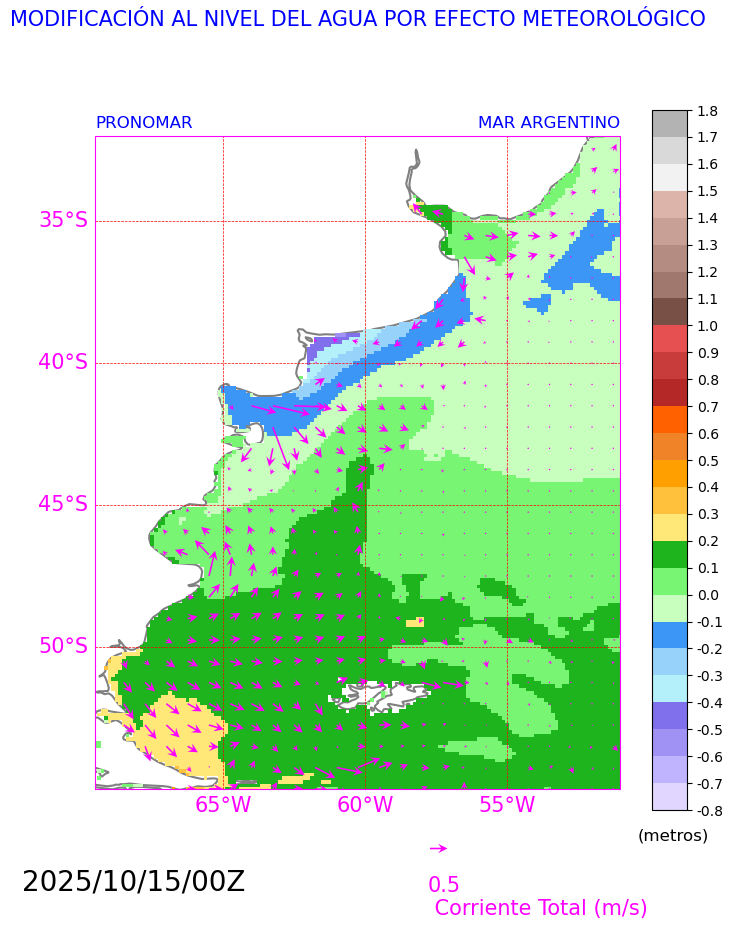 MODIFICACIÓN AL NIVEL DEL AGUA POR EFECTO METEOROLÓGICO
PRONOMAR
MAR ARGENTINO
35°S
40°S
45°S
50°S
65°W
60°W
55°W
1.8
1.7
1.6
1.5
1.4
1.3
1.2
1.1
1.0
0.9
0.8
0.7
0.6
0.5
0.4
0.3
0.2
0.1
0.0
-0.1
-0.2
-0.3
-0.4
-0.5
-0.6
-0.7
-0.8
(metros)
2025/10/15/00Z
0.5
Corriente Total (m/s)